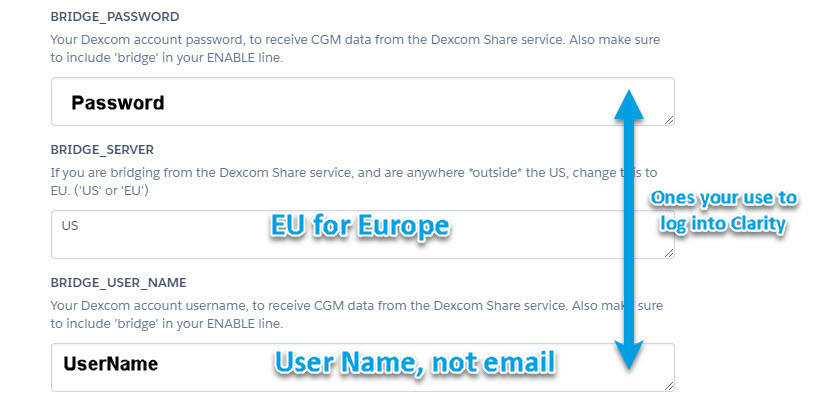 BRIDGE_PASSWORD
Your Dexcom account password, to receive CGM data from the Dexcom Share service. Also make sure
to include 'bridge' in your ENABLE line.
Password
BRIDGE_SERVER
If you are bridging from the Dexcom Share service, and are anywhere *outside* the US, change this to
EU. ('US' or 'EU')
US
EU for Europe
Ones your use to
log into Clarity
BRIDGE_USER_NAME
Your Dexcom account username, to receive CGM data from the Dexcom Share service. Also make sure
to include 'bridge' in your ENABLE line.
UserName
User Name, not email